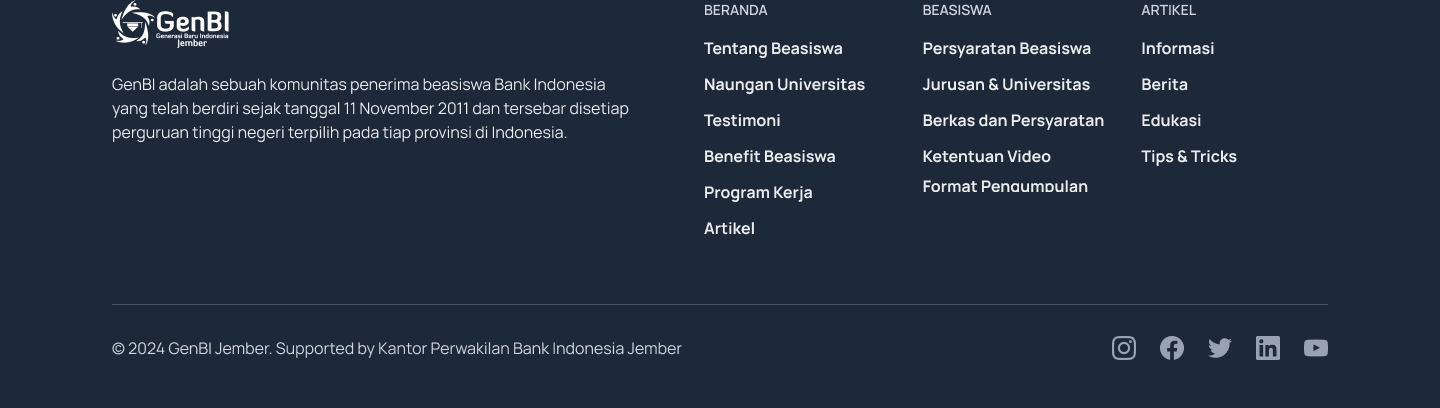 GenBI
Generasi Baru Indonesia
Jember
GenBI adalah sebuah komunitas penerima beasiswa Bank Indonesia
yang telah berdiri sejak tanggal 11 November 2011 dan tersebar disetiap
perguruan tinggi negeri terpilih pada tiap provinsi di Indonesia.
BERANDA
Tentang Beasiswa
Naungan Universitas
Testimoni
Benefit Beasiswa
Program Kerja
Artikel
BEASISWA
Persyaratan Beasiswa
Jurusan & Universitas
Berkas dan Persyaratan
Ketentuan Video
Format Pengumpulan
ARTIKEL
Informasi
Berita
Edukasi
Tips & Tricks
© 2024 GenBI Jember. Supported by Kantor Perwakilan Bank Indonesia Jember